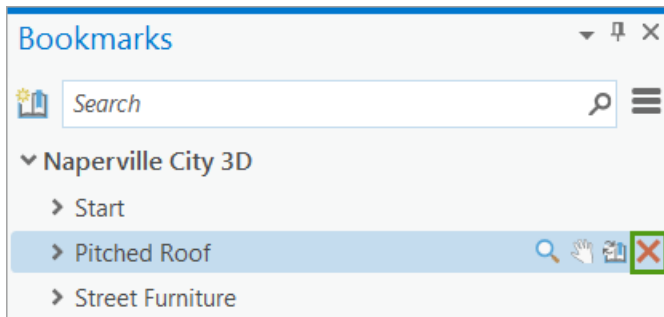 Bookmarks
Search
Naperville City 3D
Start
Pitched Roof
Street Furniture